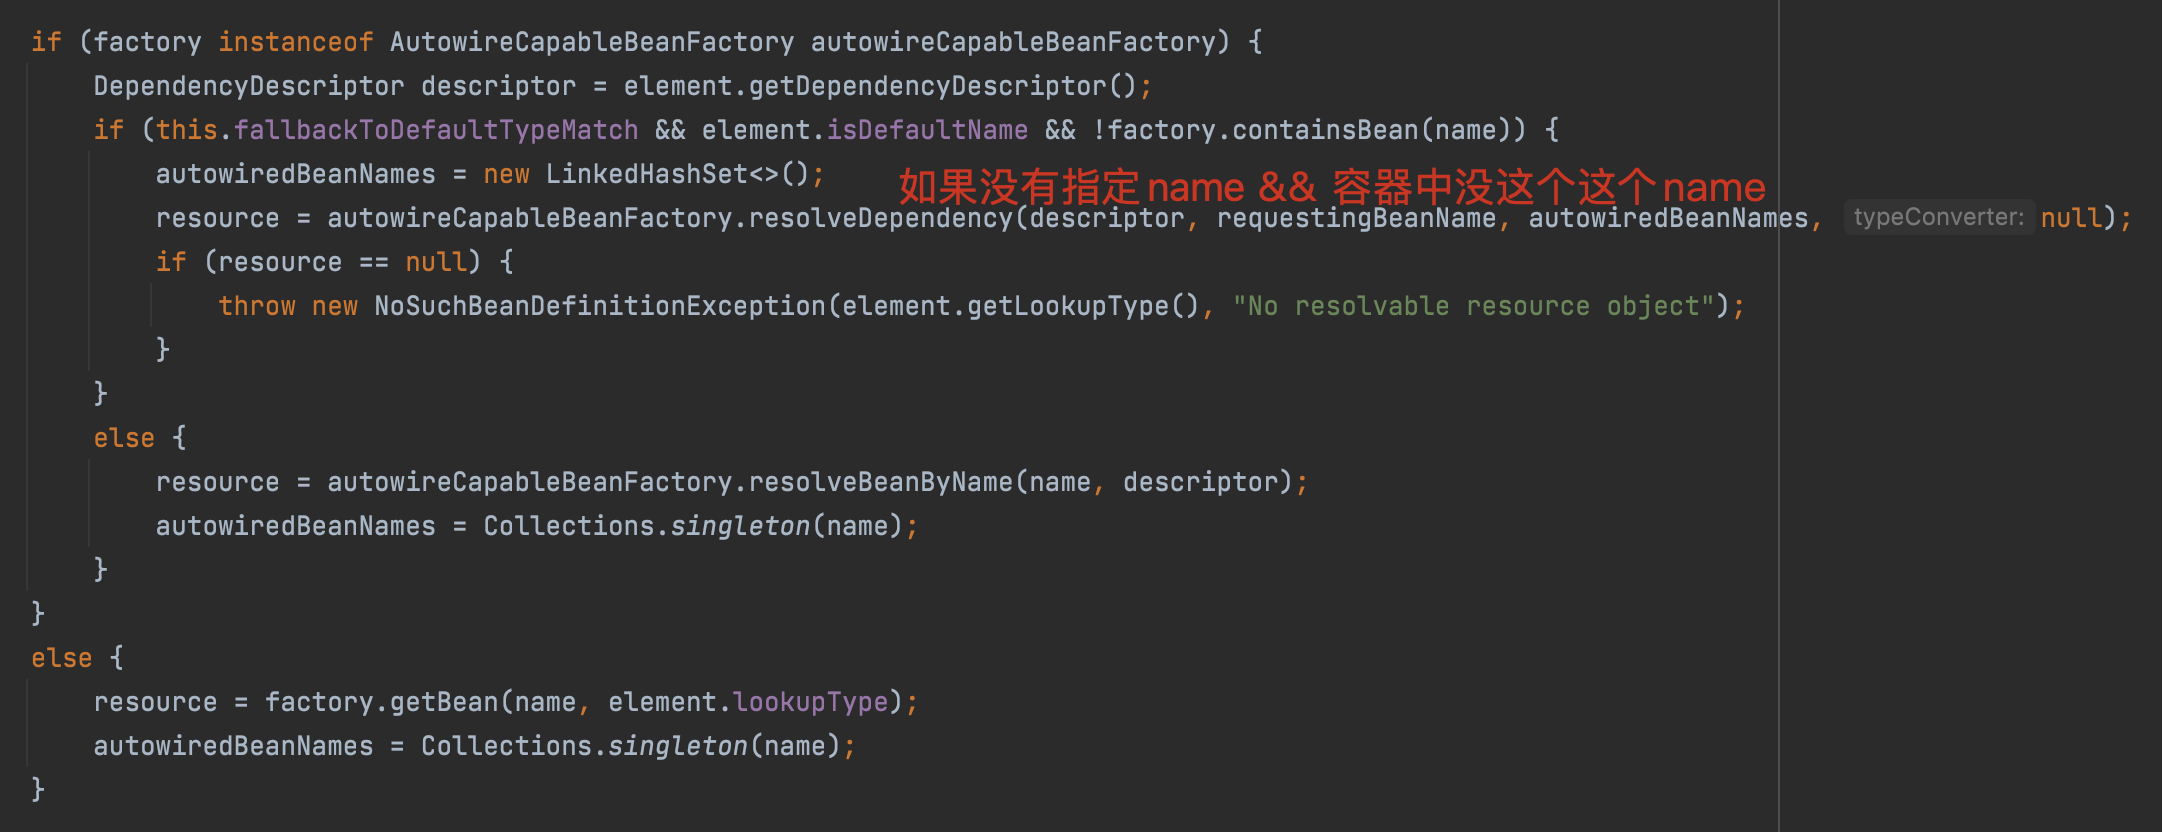 if (factory instanceof AutowireCapableBeanFactory autowireCapableBeanFactory) {
DependencyDescriptor descriptor = element.getDependencyDescriptor();
if (this.fallbackToDefaultTypeMatch && element.isDefaultName && !factory.containsBean(name)) {
autowiredBeanNames = new LinkedHashSet<>();
如果没有指定name && 容器中没这个这个name
resource = autowireCapableBeanFactory.resolveDependency(descriptor, requestingBeanName, autowiredBeanNames, typeConverter: null);
if (resource == null) {
throw new NoSuchBeanDefinitionException(element.getLookupType(), "No resolvable resource object");
}
}
else {
resource = autowireCapableBeanFactory.resolveBeanByName(name, descriptor);
autowiredBeanNames = Collections.singleton(name);
}
}
else {
resource = factory.getBean(name, element.lookupType);
autowiredBeanNames = Collections.singleton(name);
}